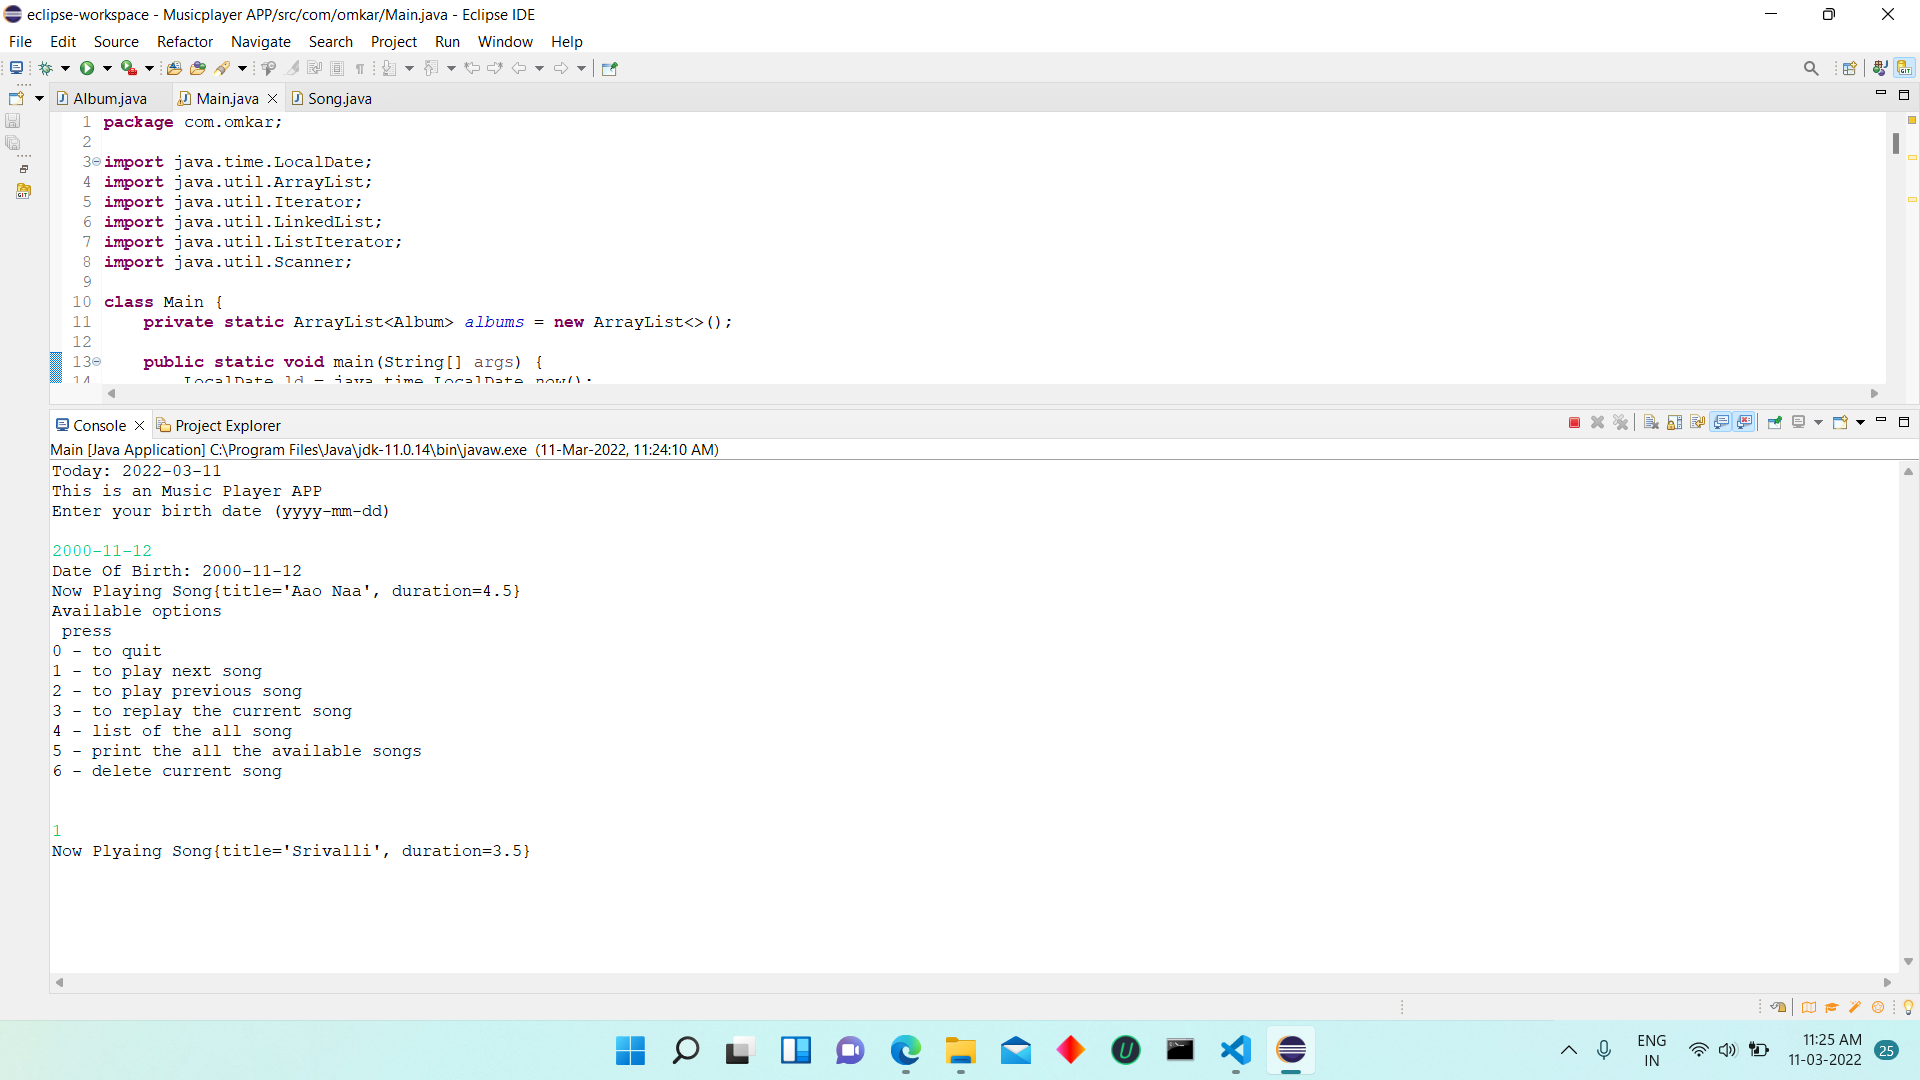 eclipse-workspace - Musicplayer APP/src/com/omkar/Main.java - Eclipse IDE
File Edit Source Refactor Navigate Search Project Run Window Help
Album.java Main.java Song.java
1 package com.omkar;
2
3 import java.time.LocalDate;
4 import java.util.ArrayList;
5 import java.util.Iterator;
6 import java.util.LinkedList;
7 import java.util.ListIterator;
8 import java.util.Scanner;
9
10 class Main {
11 private static ArrayList<Album> albums = new ArrayList<>();
12
13 public static void main(String[] args) {
14 LocalDate ld = java.time.LocalDate.now();
Console Project Explorer
Main [Java Application] C:\Program Files\Java\jdk-11.0.14\bin\javaw.exe (11-Mar-2022, 11:24:10 AM)
Today: 2022-03-11
This is an Music Player APP
Enter your birth date (yyyy-mm-dd)
2000-11-12
Date Of Birth: 2000-11-12
Now Playing Song{title='Aao Naa', duration=4.5}
Available options
press
0 - to quit
1 - to play next song
2 - to play previous song
3 - to replay the current song
4 - list of the all song
5 - print the all the available songs
6 - delete current song
1
Now Plyaing Song{title='Srivalli', duration=3.5}
ENG
IN
11:25 AM
11-03-2022
25